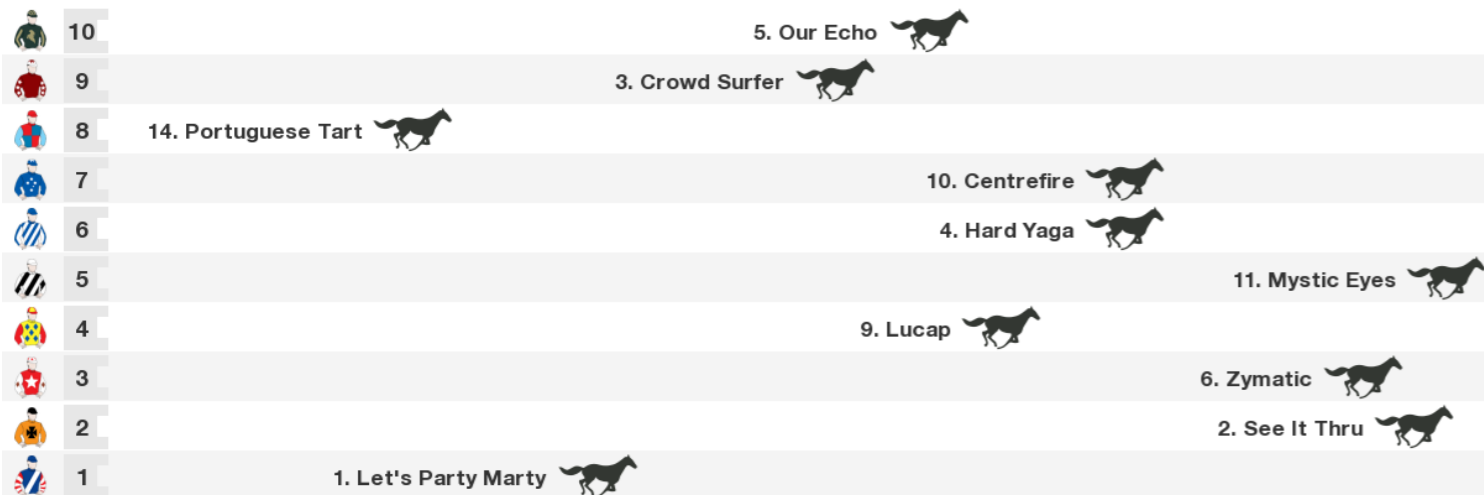 10 5. Our Echo
9 3. Crowd Surfer
8 14. Portuguese Tart
7 10. Centrefire
6 4. Hard Yaga
5 11. Mystic Eyes
4 9. Lucap
3 6. Zymatic
2 2. See It Thru
1 1. Let's Party Marty